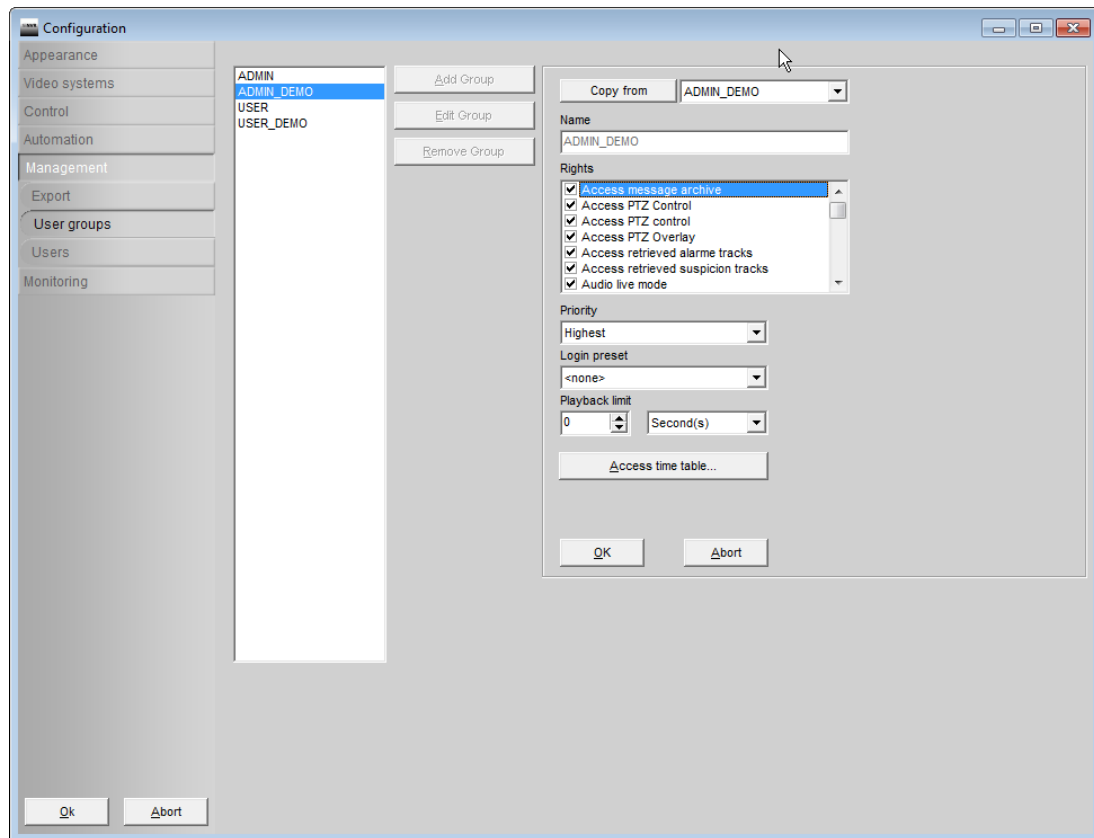 Configuration
Appearance
Video systems
Control
Automation
Management
Export
User groups
Users
Monitoring
Ok
Abort
ADMIN
ADMIN_DEMO
USER
USER_DEMO
Add Group
Edit Group
Remove Group
Copy from
ADMIN_DEMO
Name
ADMIN_DEMO
Rights
Access message archive
Access PTZ Control
Access PTZ control
Access PTZ Overlay
Access retrieved alarme tracks
Access retrieved suspicion tracks
Audio live mode
Priority
Highest
Login preset
<none>
Playback limit
0
Second(s)
Access time table...
OK
Abort